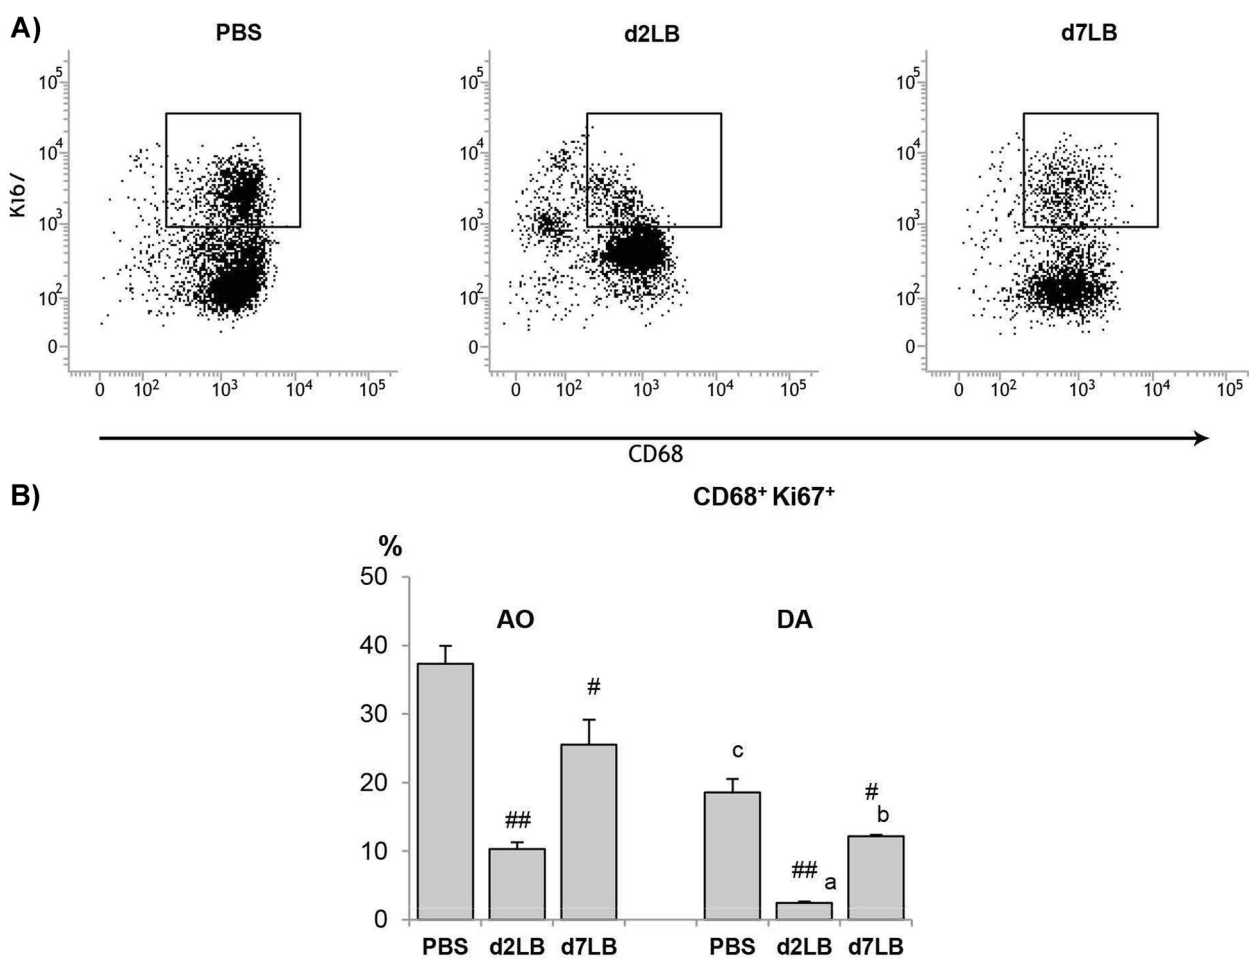 A)
PBS d2LB d7LB
10⁵ 10⁵ 10⁵
10⁴ 10⁴ 10⁴
10³ 10³ 10³
10² 10² 10²
0 0 0
0 10² 10³ 10⁴ 10⁵ 0 10² 10³ 10⁴ 10⁵ 0 10² 10³ 10⁴ 10⁵
CD68
B)
CD68⁺ Ki67⁺
%
50
AO DA
40
#
30
c
20
#
b
##
10
##
a
0
PBS d2LB d7LB PBS d2LB d7LB